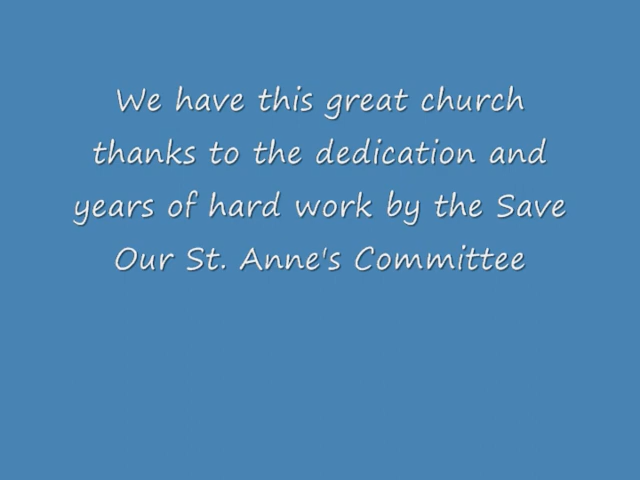 We have this great church
thanks to the dedication and
years of hard work by the Save
Our St. Anne's Committee